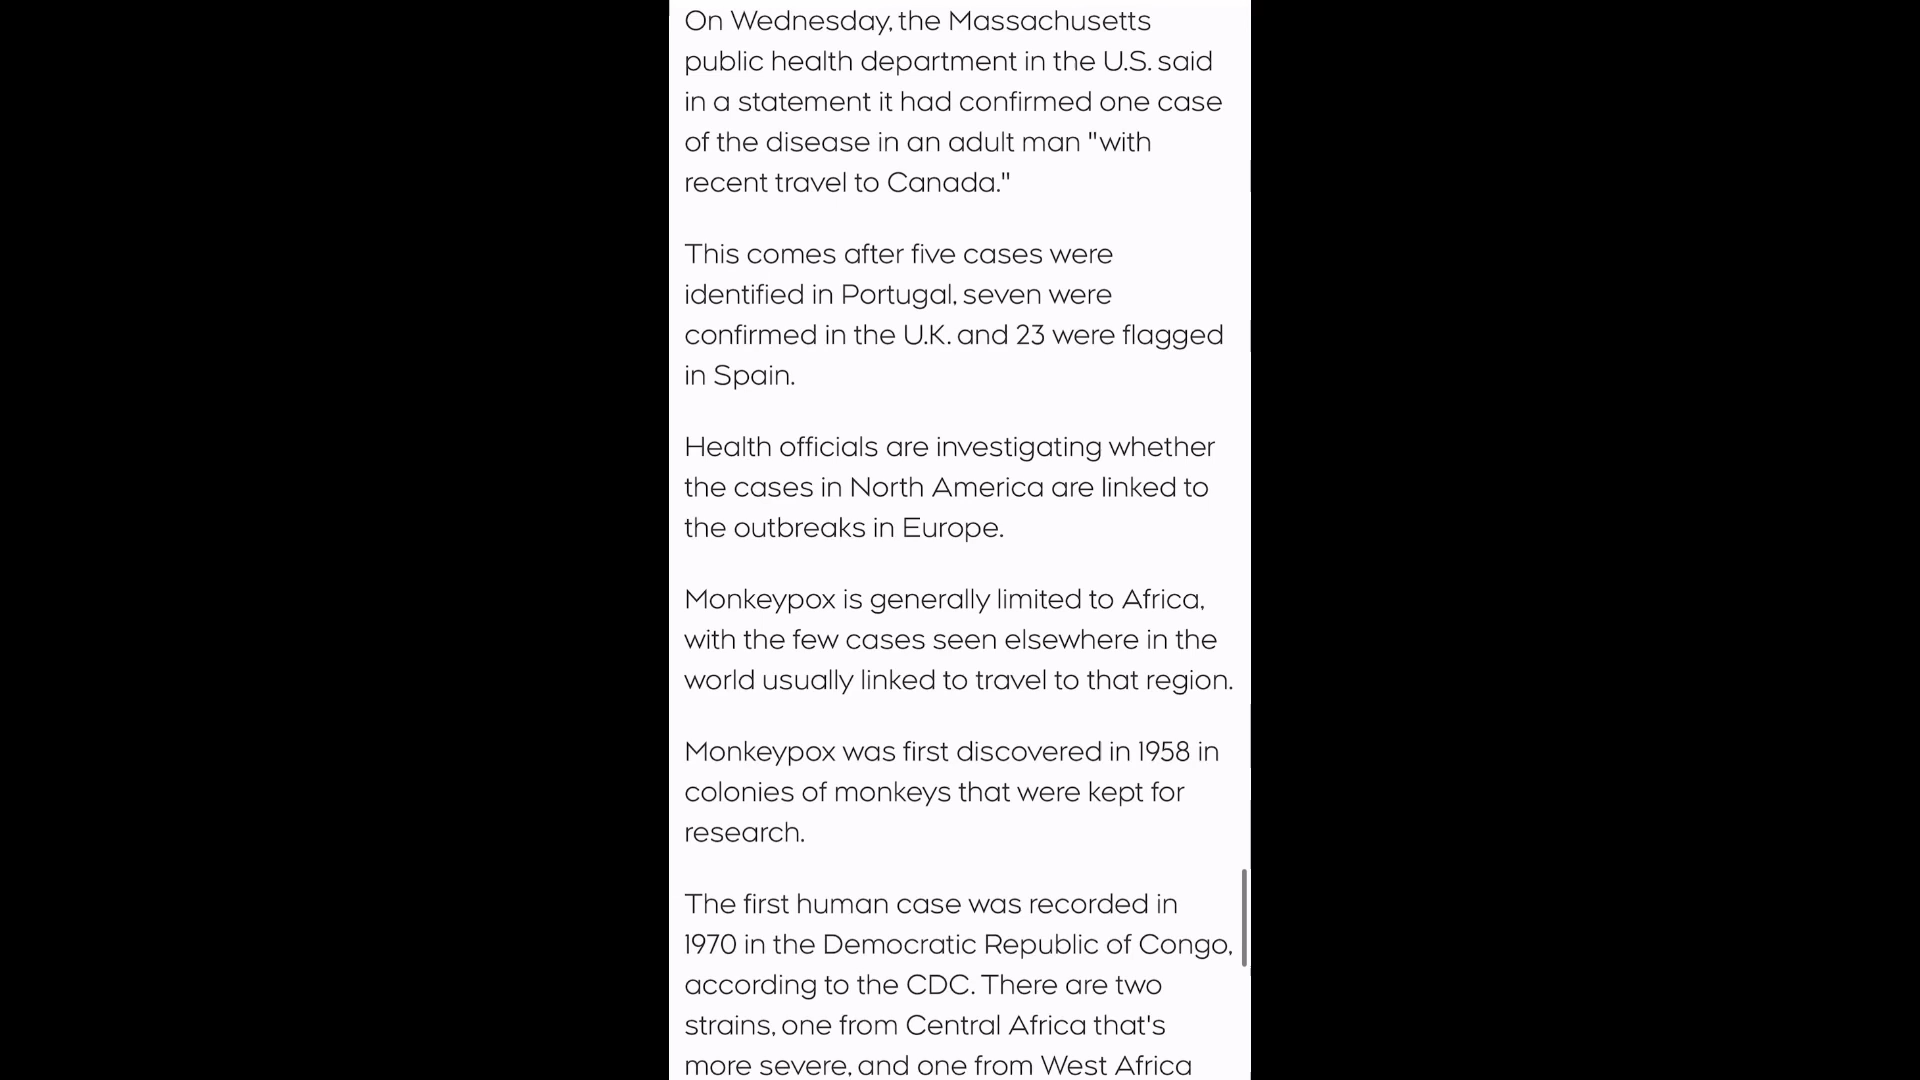 On Wednesday, the Massachusetts
public health department in the U.S. said
in a statement it had confirmed one case
of the disease in an adult man "with
recent travel to Canada."
This comes after five cases were
identified in Portugal, seven were
confirmed in the U.K. and 23 were flagged
in Spain.
Health officials are investigating whether
the cases in North America are linked to
the outbreaks in Europe.
Monkeypox is generally limited to Africa,
with the few cases seen elsewhere in the
world usually linked to travel to that region.
Monkeypox was first discovered in 1958 in
colonies of monkeys that were kept for
research.
The first human case was recorded in
1970 in the Democratic Republic of Congo,
according to the CDC. There are two
strains, one from Central Africa that's
more severe, and one from West Africa